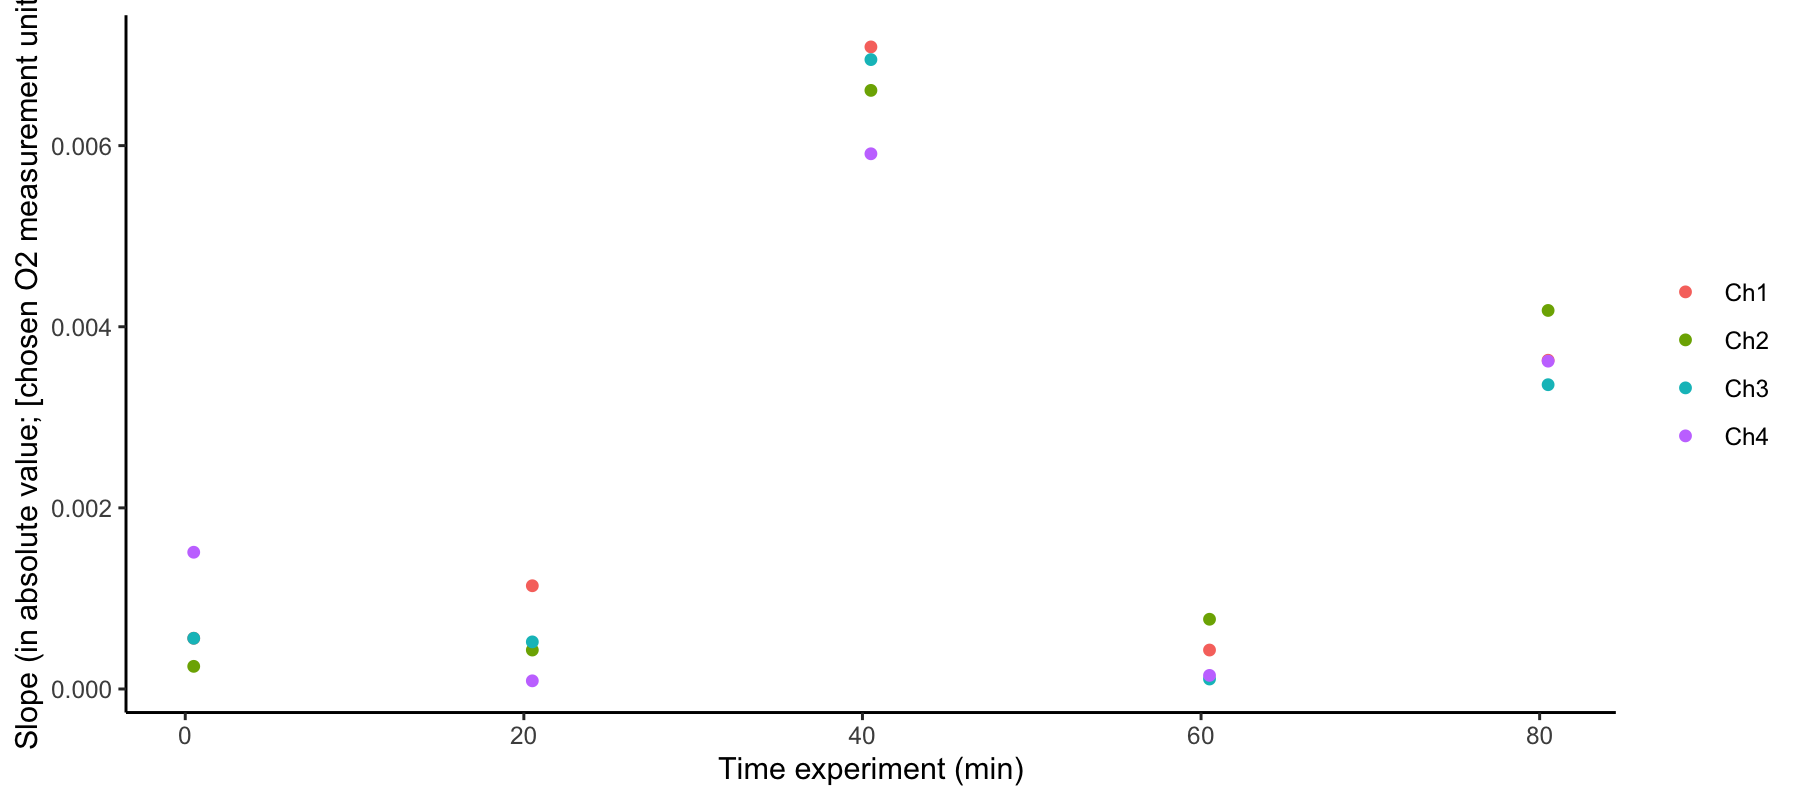 Slope (in absolute value; [chosen O2 measurement unit
0.006
0.004
0.002
0.000
0
20
40
60
80
Time experiment (min)
Ch1
Ch2
Ch3
Ch4